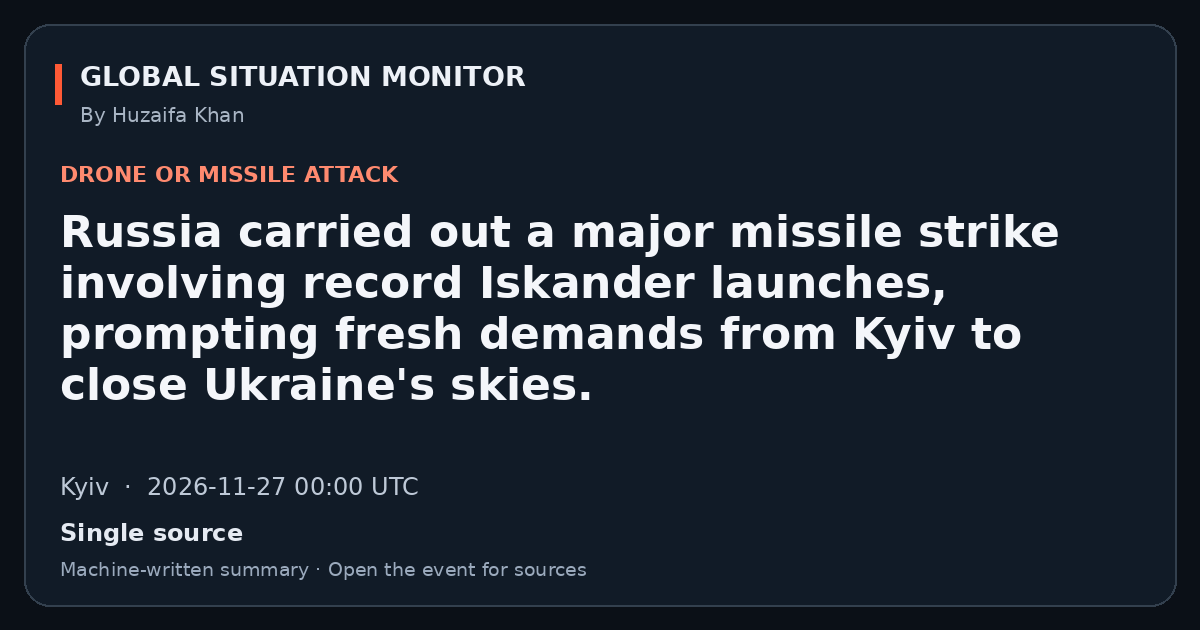 GLOBAL SITUATION MONITOR
By Huzaifa Khan
DRONE OR MISSILE ATTACK
Russia carried out a major missile strike
involving record Iskander launches,
prompting fresh demands from Kyiv to
close Ukraine's skies.
Kyiv · 2026-11-27 00:00 UTC
Single source
Machine-written summary · Open the event for sources